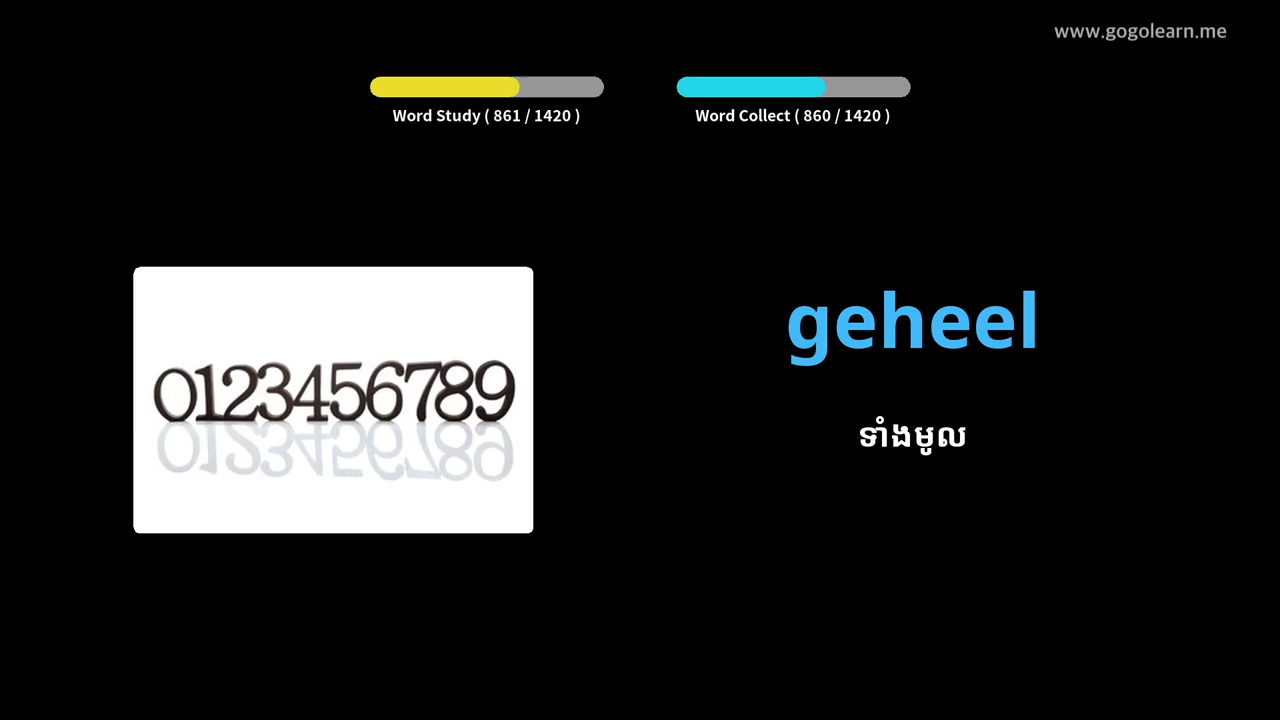 www.gogolearn.me
Word Study ( 861 / 1420 )
Word Collect ( 860 / 1420 )
0123456789
geheel
ទាំងមូល